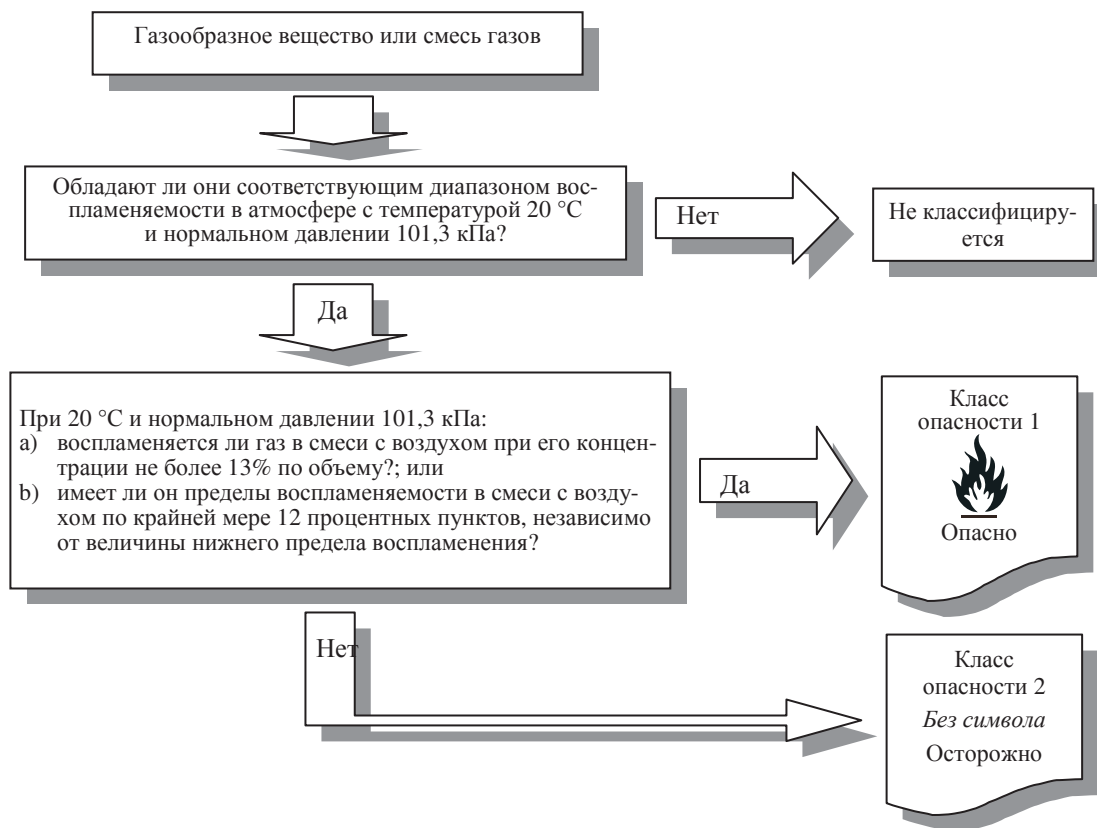 Газообразное вещество или смесь газов
Обладают ли они соответствующим диапазоном вос-
пламеняемости в атмосфере с температурой 20 °C
и нормальном давлении 101,3 кПа?
Нет
Не классифициру-
ется
Да
При 20 °C и нормальном давлении 101,3 кПа:
a) воспламеняется ли газ в смеси с воздухом при его концен-
трации не более 13% по объему?; или
b) имеет ли он пределы воспламеняемости в смеси с возду-
хом по крайней мере 12 процентных пунктов, независимо
от величины нижнего предела воспламенения?
Да
Класс
опасности 1
Опасно
Нет
Класс
опасности 2
Без символа
Осторожно